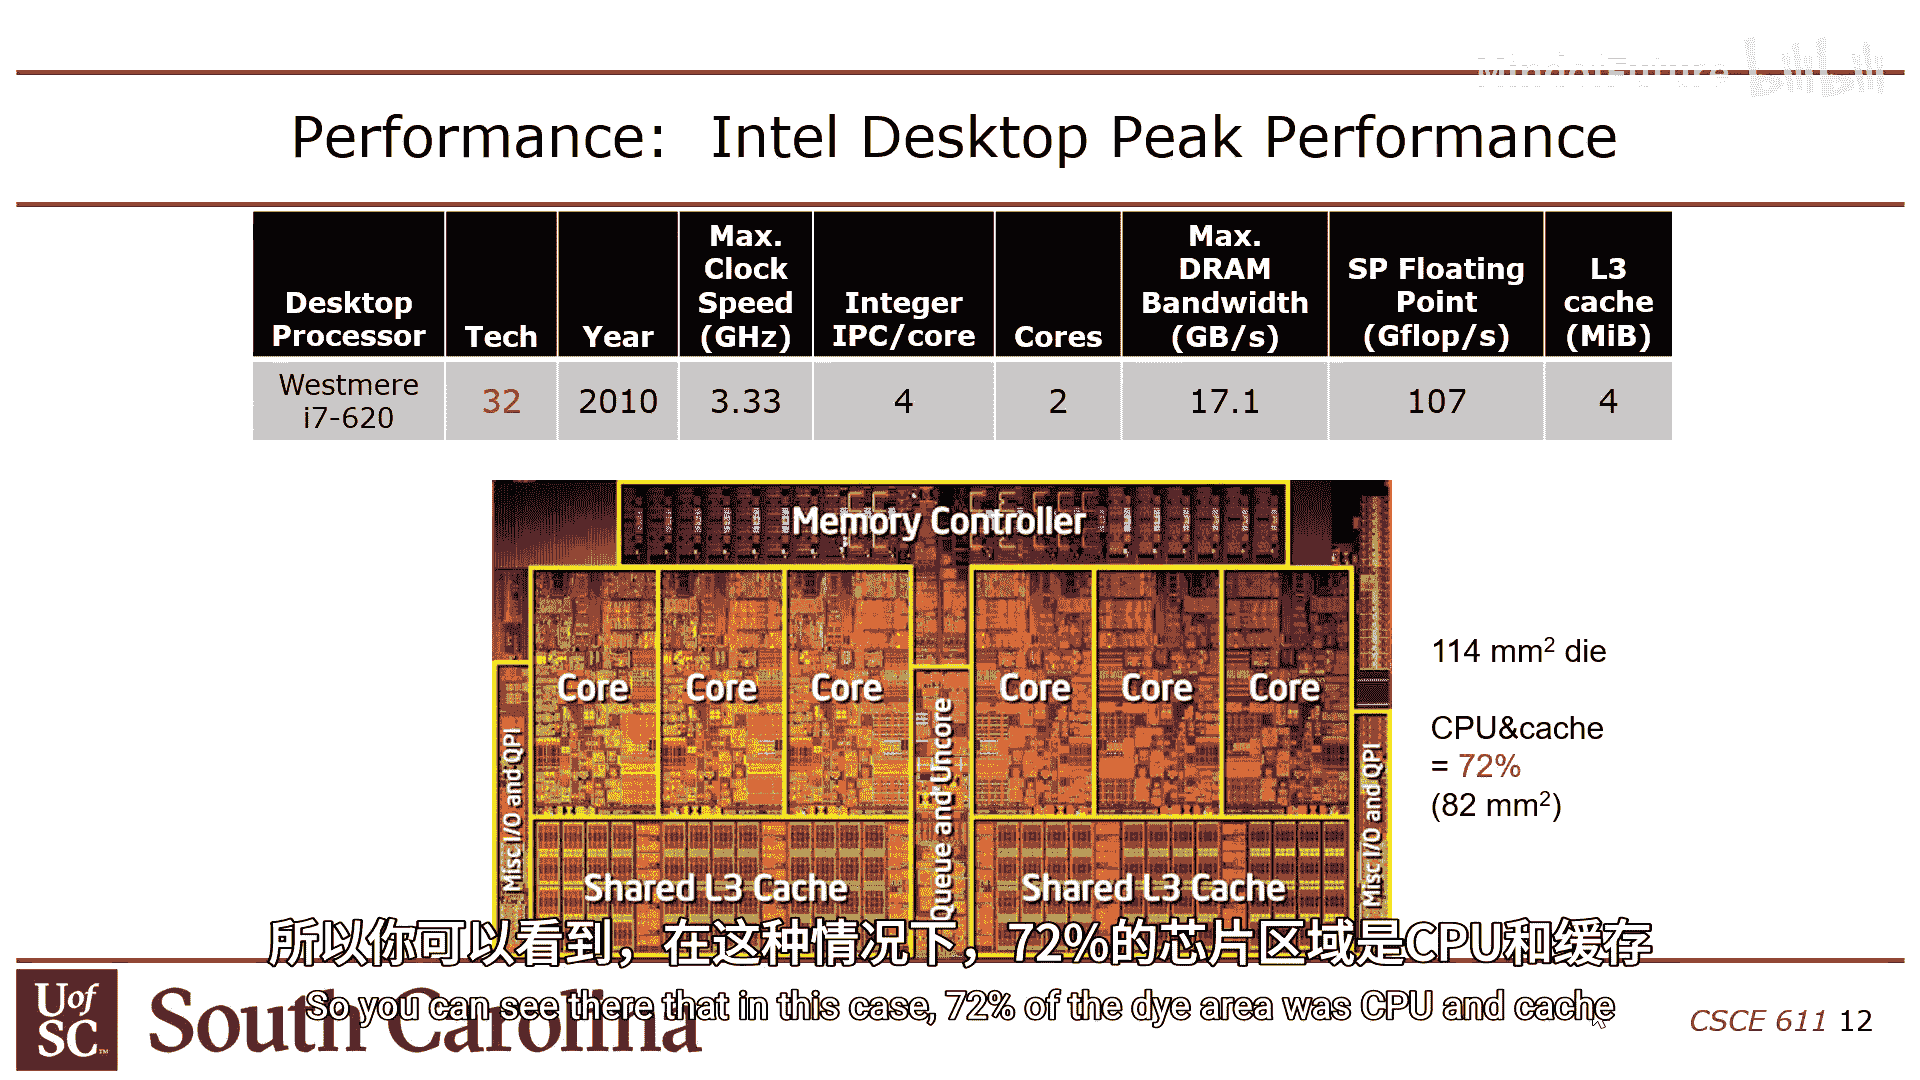 Performance: Intel Desktop Peak Performance
Desktop Processor
Tech
Year
Max. Clock Speed (GHz)
Integer IPC/core
Cores
Max. DRAM Bandwidth (GB/s)
SP Floating Point (Gflop/s)
L3 cache (MiB)
Westmere i7-620
32
2010
3.33
4
2
17.1
107
4
Memory Controller
Core
Core
Core
Core
Core
Core
Misc I/O and QPI
Queue and Uncore
Misc I/O and QPI
Shared L3 Cache
Shared L3 Cache
114 mm² die
CPU&cache
= 72%
(82 mm²)
所以你可以看到，在这种情况下，72%的芯片区域是CPU和缓存
So you can see there that in this case, 72% of the dye area was CPU and cache
UofSC™
South Carolina
CSCE 611 12